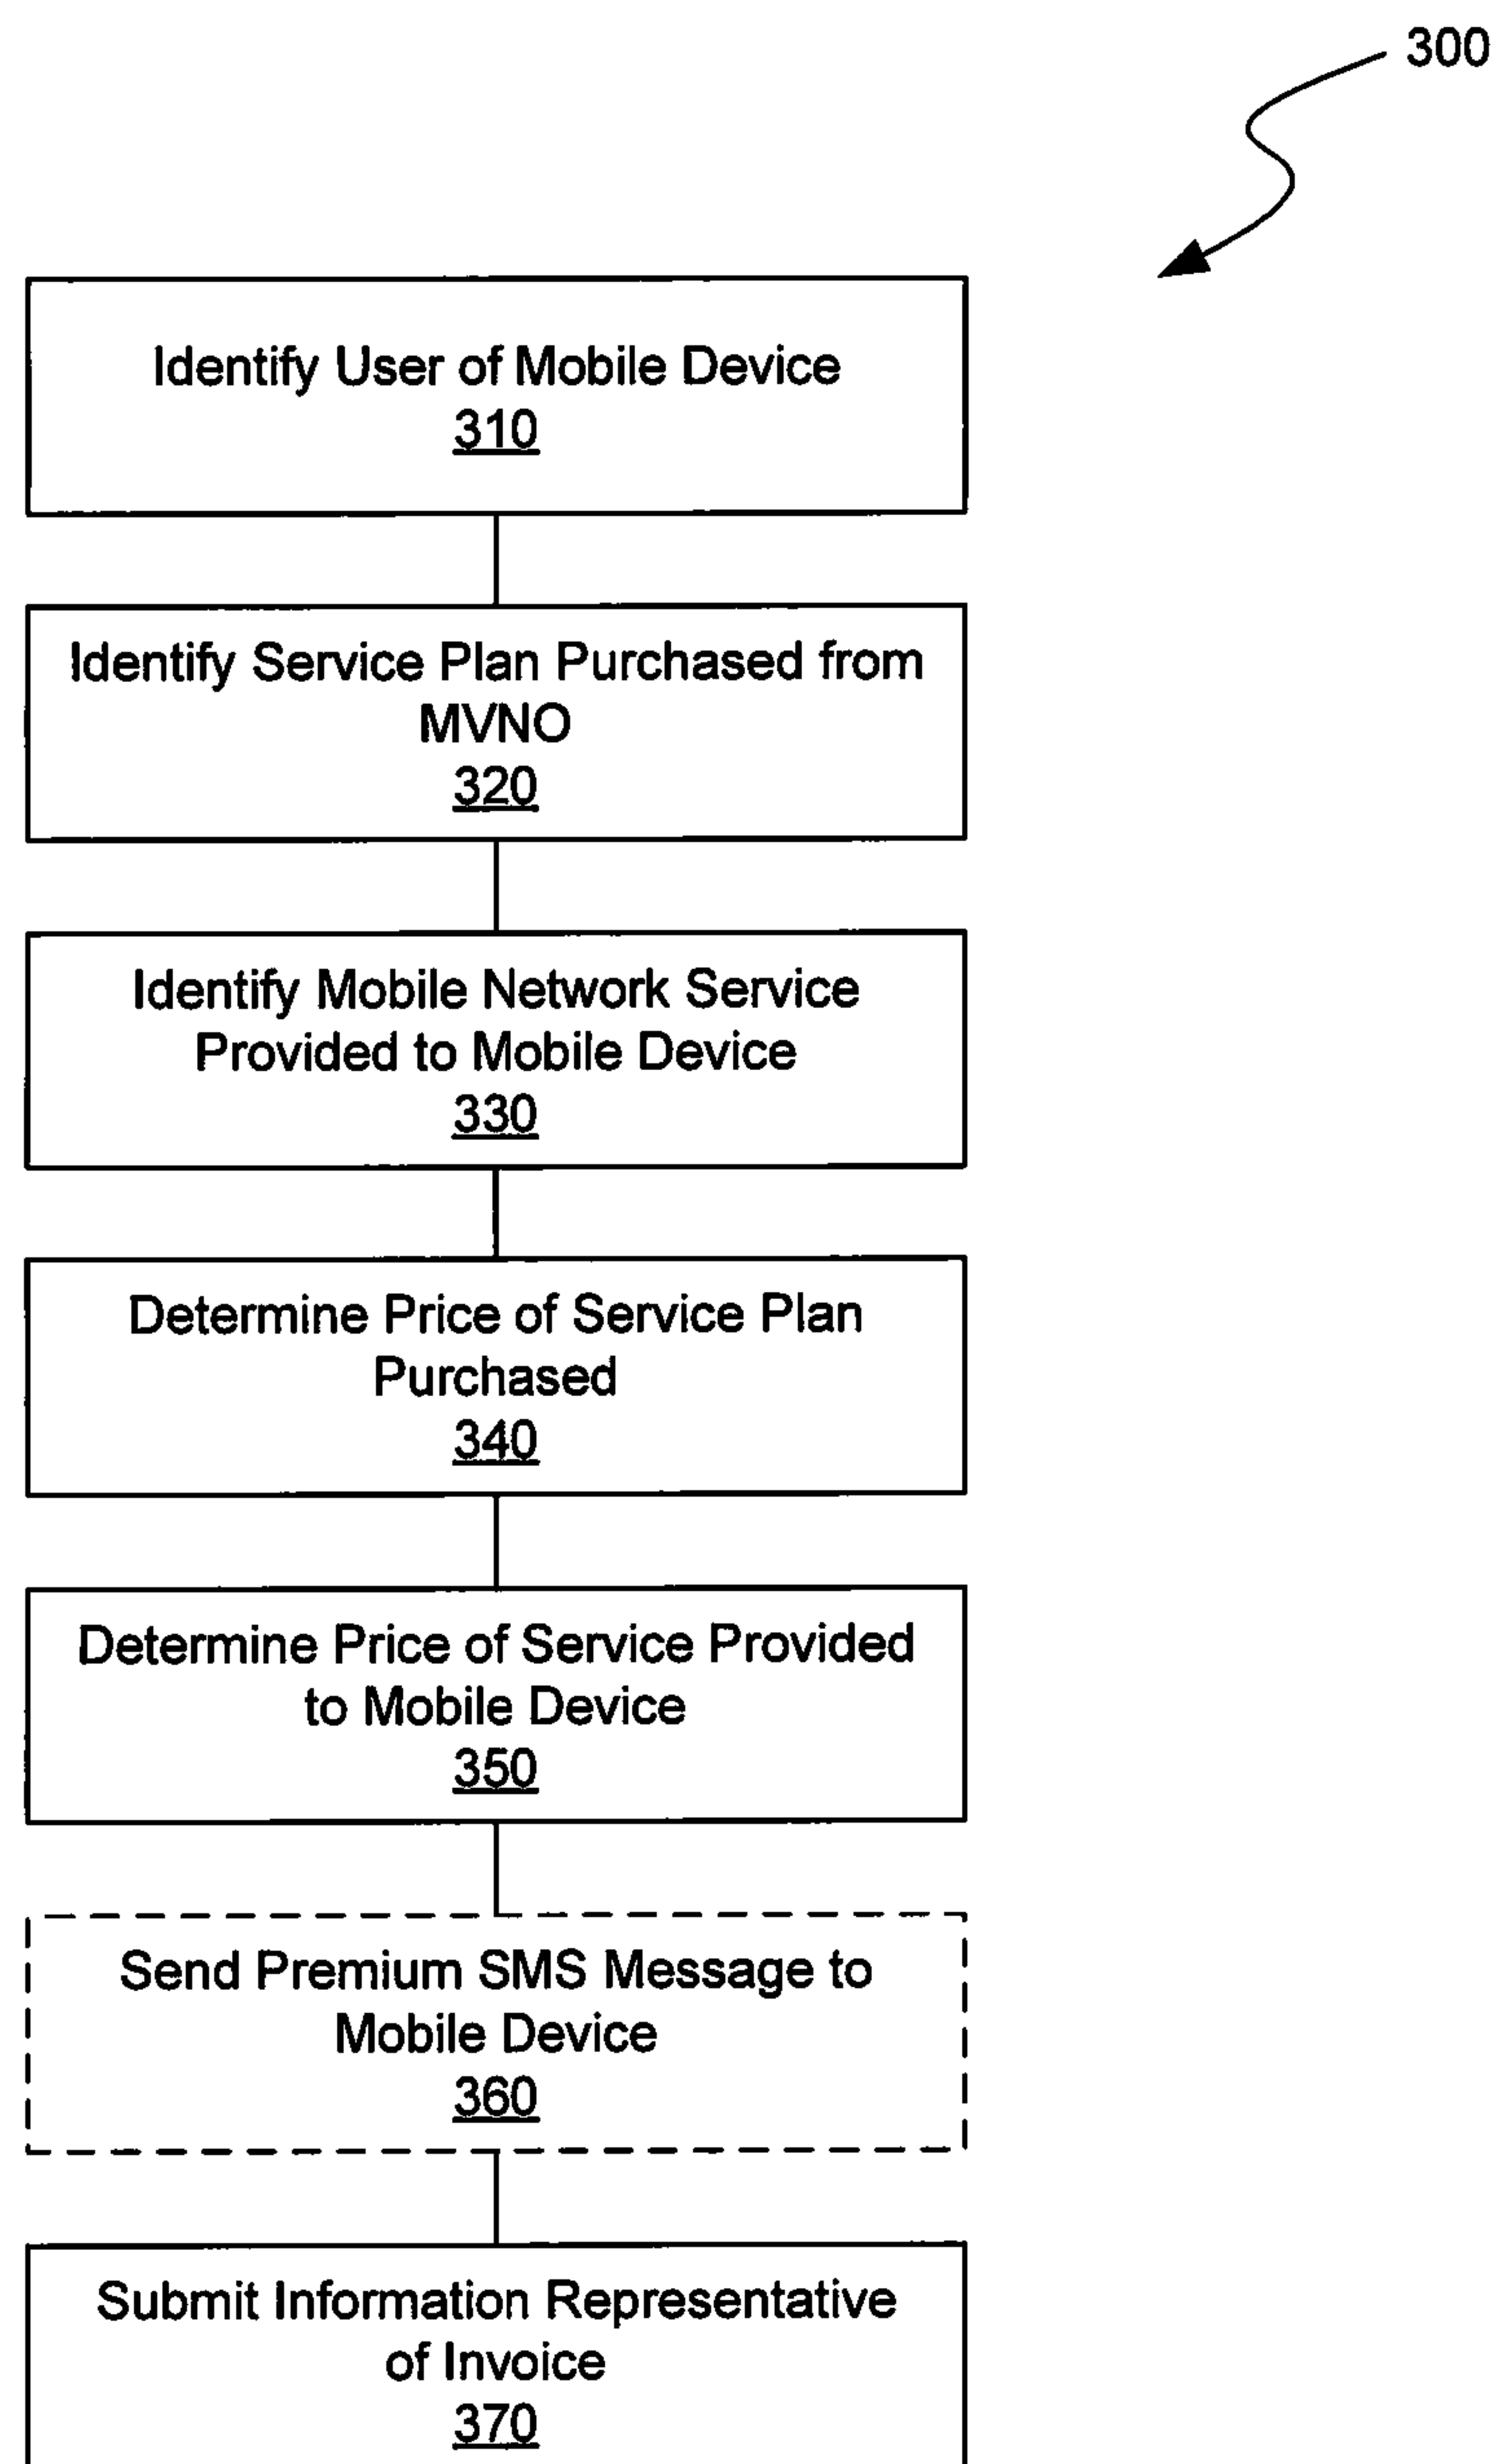 300
Identify User of Mobile Device
310
Identify Service Plan Purchased from
MVNO
320
Identify Mobile Network Service
Provided to Mobile Device
330
Determine Price of Service Plan
Purchased
340
Determine Price of Service Provided
to Mobile Device
350
Send Premium SMS Message to
Mobile Device
360
Submit Information Representative
of Invoice
370